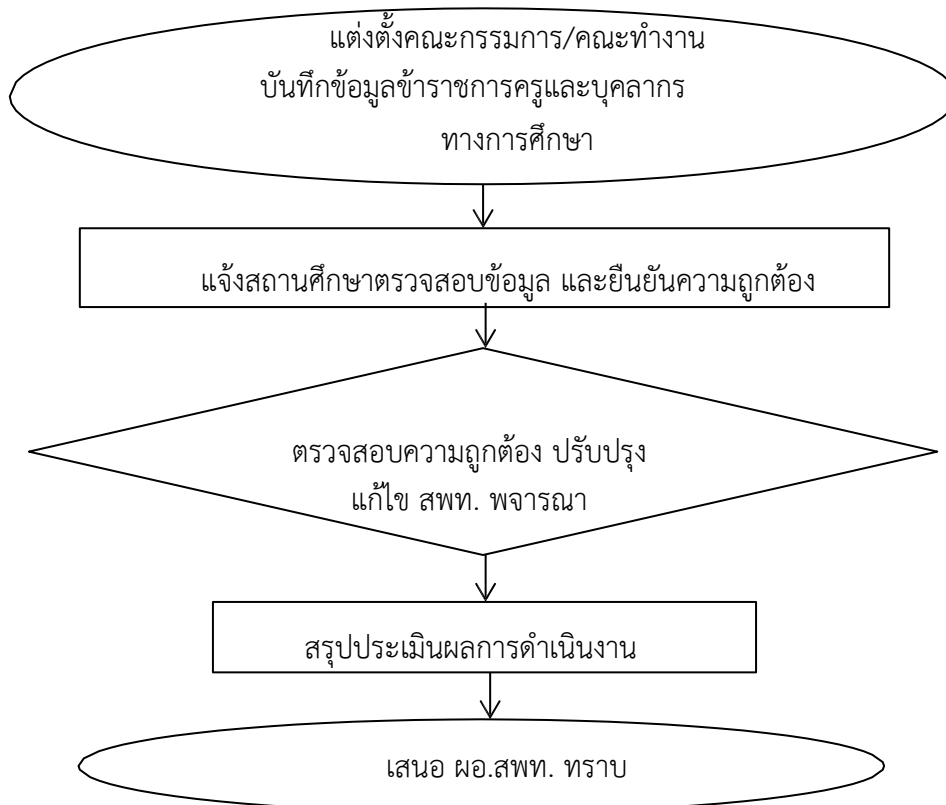 แต่งตั้งคณะกรรมการ/คณะทำงาน
บันทึกข้อมูลข้าราชการครูและบุคลากร
ทางการศึกษา
แจ้งสถานศึกษาตรวจสอบข้อมูล และยืนยันความถูกต้อง
ตรวจสอบความถูกต้อง ปรับปรุง
แก้ไข สพท. พจารณา
สรุปประเมินผลการดำเนินงาน
เสนอ ผอ.สพท. ทราบ